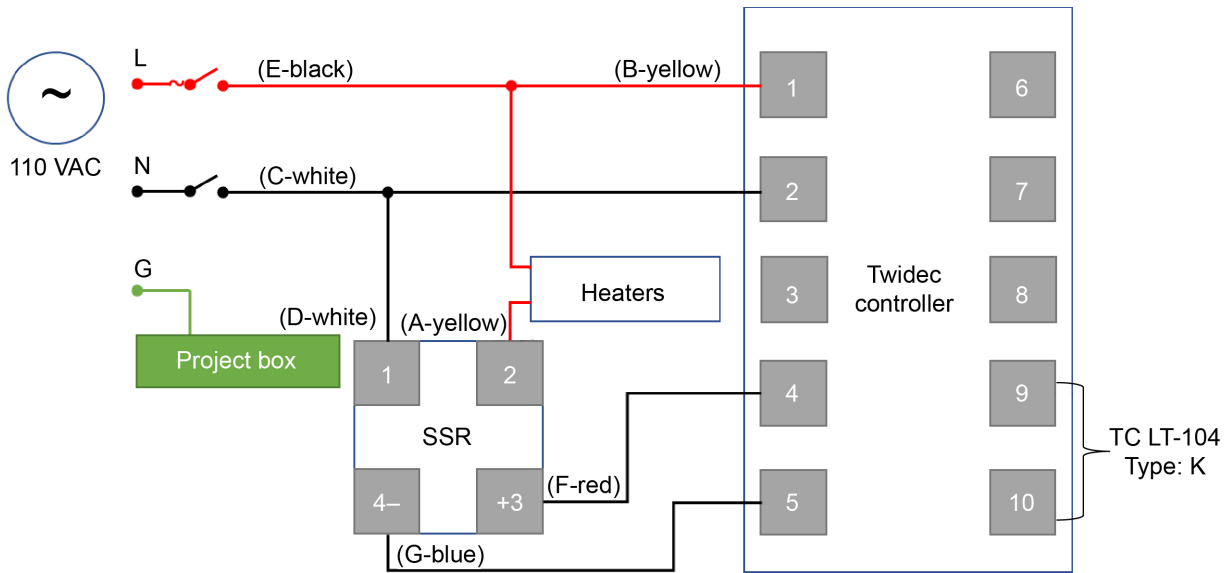 L
(E-black)
(B-yellow)
1
6
~
110 VAC
N
(C-white)
2
7
G
Heaters
3
Twidec
controller
8
(D-white)
(A-yellow)
Project box
1
2
4
9
SSR
TC LT-104
Type: K
4–
+3
(F-red)
5
10
(G-blue)